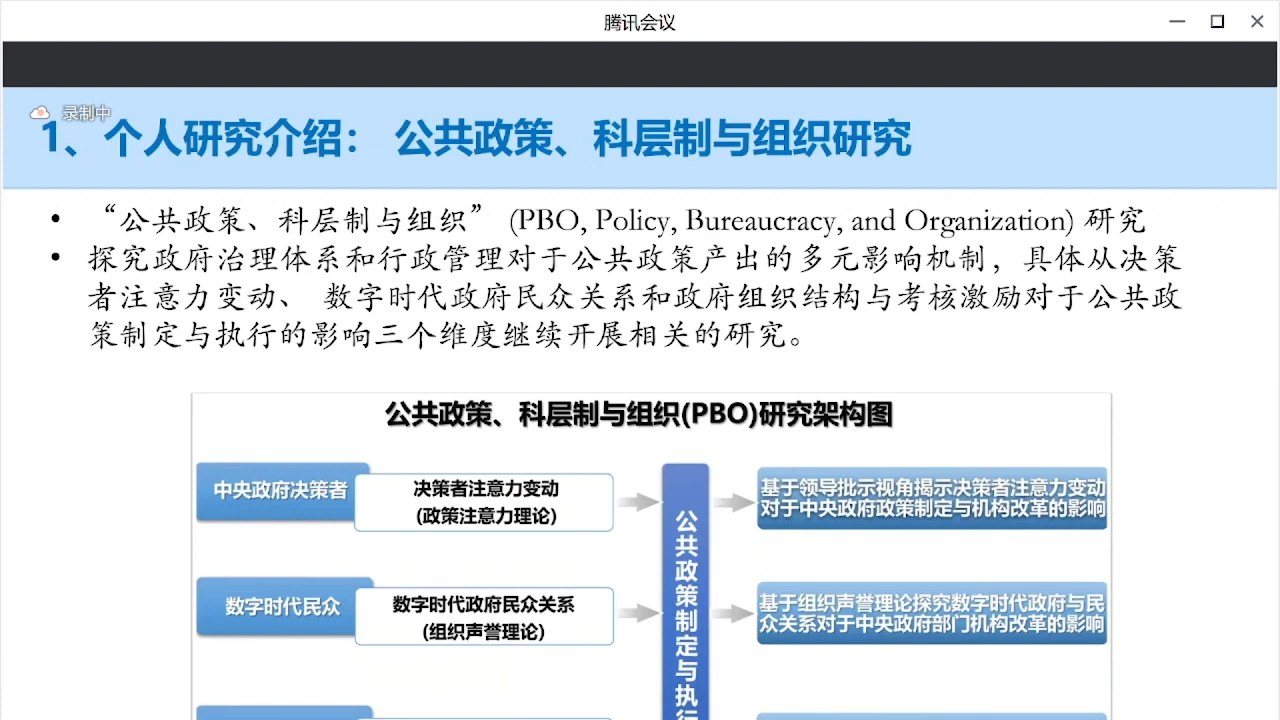 腾讯会议
录制中
1、个人研究介绍： 公共政策、科层制与组织研究
• “公共政策、科层制与组织” (PBO, Policy, Bureaucracy, and Organization) 研究
• 探究政府治理体系和行政管理对于公共政策产出的多元影响机制，具体从决策
者注意力变动、 数字时代政府民众关系和政府组织结构与考核激励对于公共政
策制定与执行的影响三个维度继续开展相关的研究。
公共政策、科层制与组织(PBO)研究架构图
中央政府决策者
决策者注意力变动
(政策注意力理论)
基于领导批示视角揭示决策者注意力变动
对于中央政府政策制定与机构改革的影响
数字时代民众
数字时代政府民众关系
(组织声誉理论)
公共政策制定与执行
基于组织声誉理论探究数字时代政府与民
众关系对于中央政府部门机构改革的影响